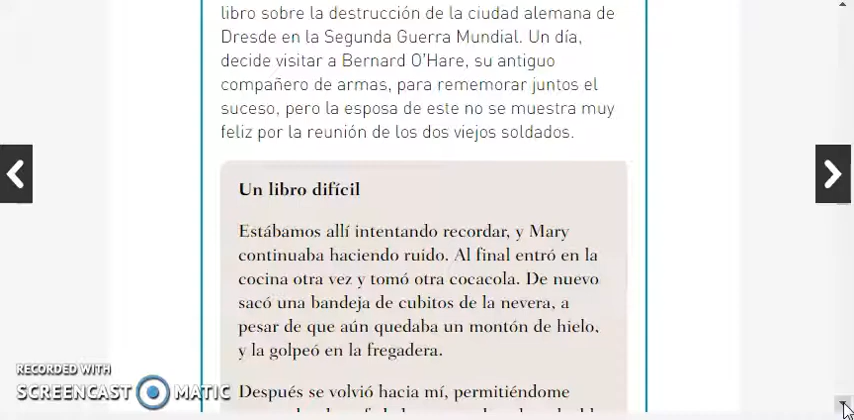 libro sobre la destrucción de la ciudad alemana de
Dresde en la Segunda Guerra Mundial. Un día,
decide visitar a Bernard O'Hare, su antiguo
compañero de armas, para rememorar juntos el
suceso, pero la esposa de este no se muestra muy
feliz por la reunión de los dos viejos soldados.
Un libro difícil
Estábamos allí intentando recordar, y Mary
continuaba haciendo ruido. Al final entró en la
cocina otra vez y tomó otra cocacola. De nuevo
sacó una bandeja de cubitos de la nevera, a
pesar de que aún quedaba un montón de hielo,
y la golpeó en la fregadera.
Después se volvió hacia mí, permitiéndome
RECORDED WITH
SCREENCAST MATIC